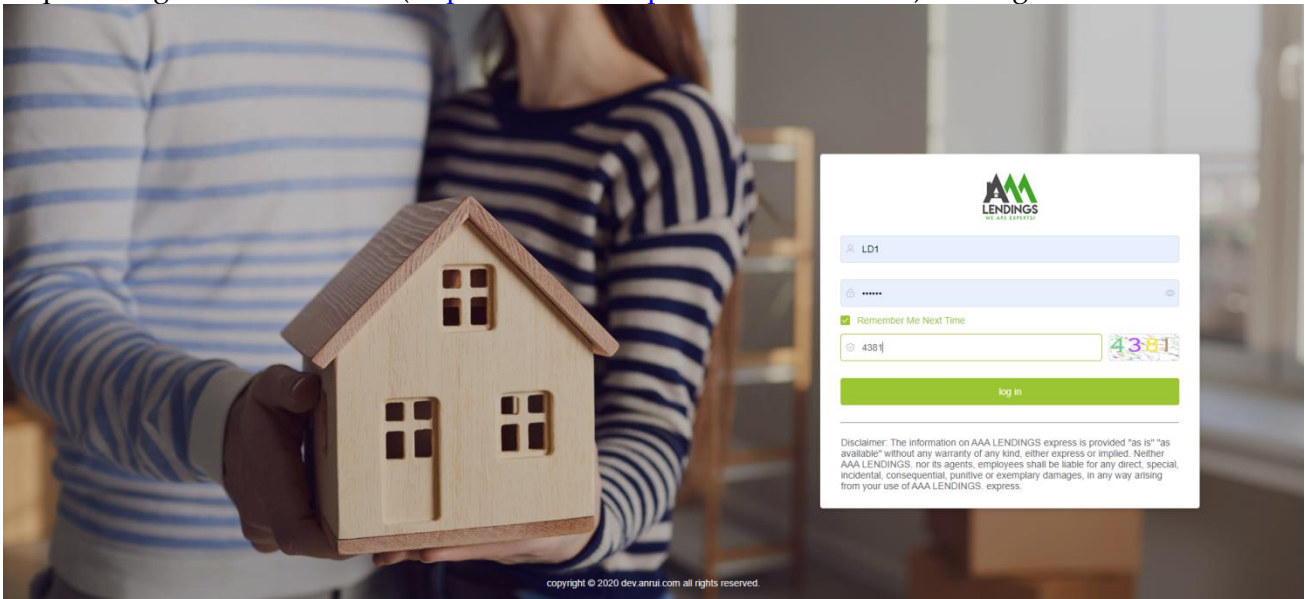 AAA
LENDINGS
WE ARE EXPERTS!
LD1
••••••
Remember Me Next Time
4381
4381
log in
Disclaimer: The information on AAA LENDINGS express is provided "as is" "as
available" without any warranty of any kind, either express or implied. Neither
AAA LENDINGS. nor its agents, employees shall be liable for any direct, special,
incidental, consequential, punitive or exemplary damages, in any way arising
from your use of AAA LENDINGS. express.
copyright © 2020 dev.anrui.com all rights reserved.